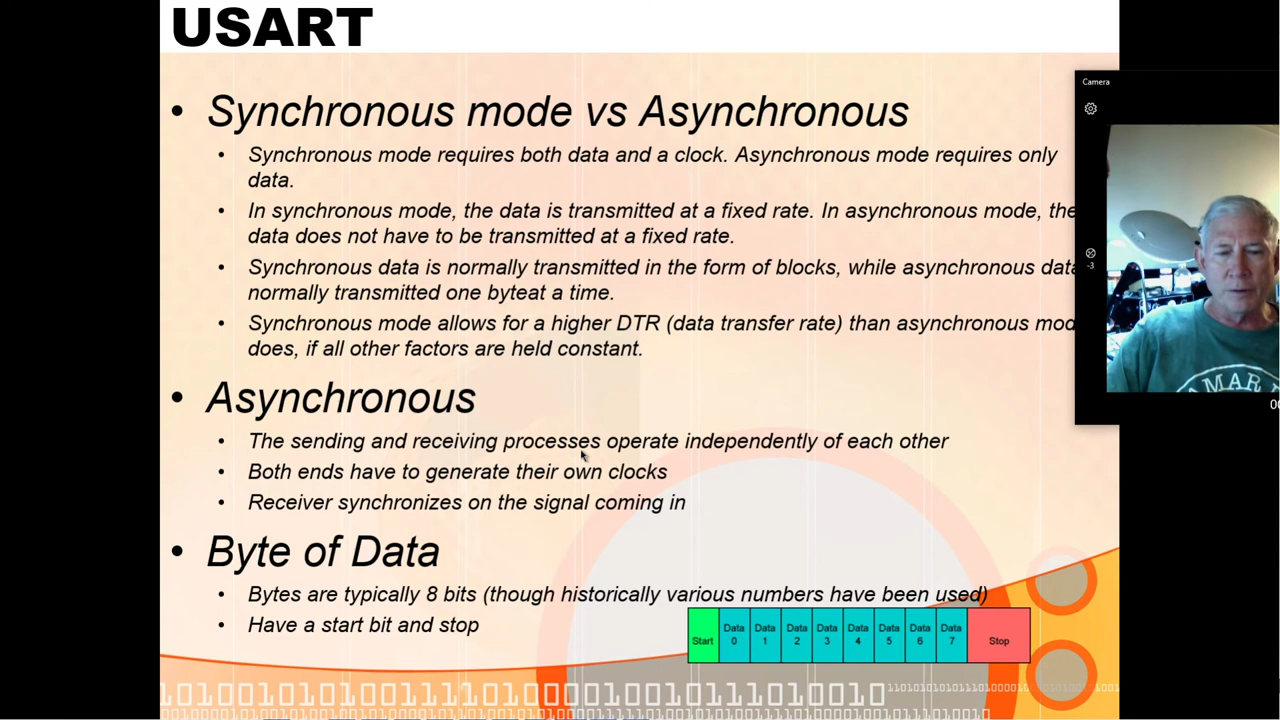 USART
• Synchronous mode vs Asynchronous
• Synchronous mode requires both data and a clock. Asynchronous mode requires only
data.
• In synchronous mode, the data is transmitted at a fixed rate. In asynchronous mode, the
data does not have to be transmitted at a fixed rate.
• Synchronous data is normally transmitted in the form of blocks, while asynchronous data
normally transmitted one byteat a time.
• Synchronous mode allows for a higher DTR (data transfer rate) than asynchronous mod
does, if all other factors are held constant.
• Asynchronous
• The sending and receiving processes operate independently of each other
• Both ends have to generate their own clocks
• Receiver synchronizes on the signal coming in
• Byte of Data
• Bytes are typically 8 bits (though historically various numbers have been used)
• Have a start bit and stop
Start Data 0 Data 1 Data 2 Data 3 Data 4 Data 5 Data 6 Data 7 Stop
Camera
-3